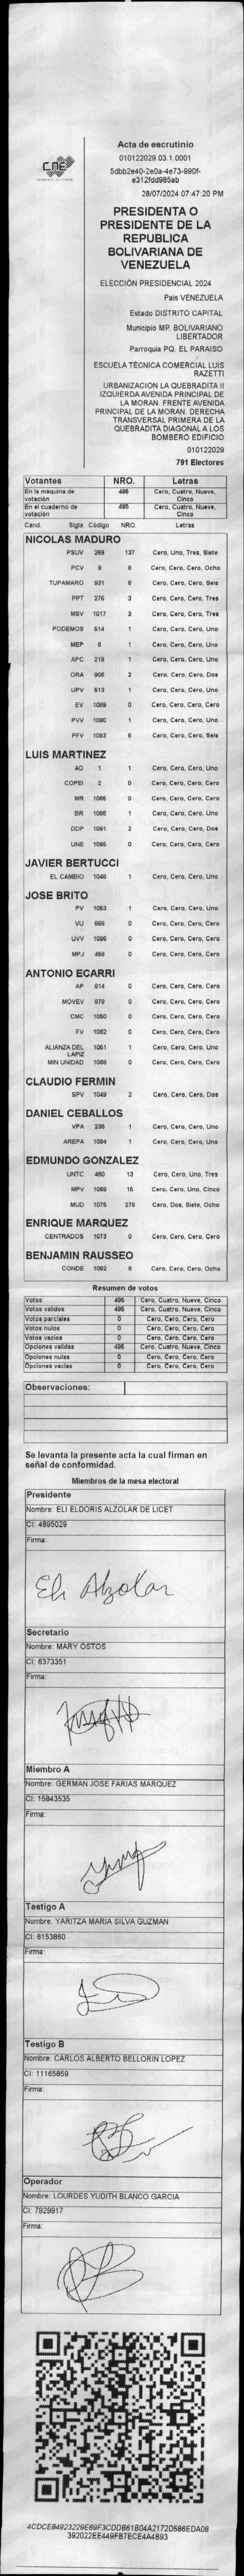 CNE
Acta de escrutinio
010122029.03.1.0001
5dbb2e40-2e0a-4e73-990f-
e312fdd985ab
28/07/2024 07:47:20 PM
PRESIDENTA O
PRESIDENTE DE LA
REPUBLICA
BOLIVARIANA DE
VENEZUELA
ELECCIÓN PRESIDENCIAL 2024
Pais VENEZUELA
Estado DISTRITO CAPITAL
Municipio MP. BOLIVARIANO
LIBERTADOR
Parroquia PQ. EL PARAISO
ESCUELA TÉCNICA COMERCIAL LUIS
RAZETTI
URBANIZACION LA QUEBRADITA II
IZQUIERDA AVENIDA PRINCIPAL DE
LA MORAN. FRENTE AVENIDA
PRINCIPAL DE LA MORAN. DERECHA
TRANSVERSAL PRIMERA DE LA
QUEBRADITA DIAGONAL A LOS
BOMBERO EDIFICIO
010122029
791 Electores
Votantes NRO. Letras
En la máquina de votación 495 Cero, Cuatro, Nueve, Cinco
En el cuaderno de votación 495 Cero, Cuatro, Nueve, Cinco
Cand. Sigla Código NRO. Letras
NICOLAS MADURO
PSUV 269 137 Cero, Uno, Tres, Siete
PCV 9 8 Cero, Cero, Cero, Ocho
TUPAMARO 931 6 Cero, Cero, Cero, Seis
PPT 276 3 Cero, Cero, Cero, Tres
MSV 1017 3 Cero, Cero, Cero, Tres
PODEMOS 514 1 Cero, Cero, Cero, Uno
MEP 6 1 Cero, Cero, Cero, Uno
APC 219 1 Cero, Cero, Cero, Uno
ORA 906 2 Cero, Cero, Cero, Dos
UPV 513 1 Cero, Cero, Cero, Uno
EV 1089 0 Cero, Cero, Cero, Cero
PVV 1090 1 Cero, Cero, Cero, Uno
PFV 1093 6 Cero, Cero, Cero, Seis
LUIS MARTINEZ
AD 1 1 Cero, Cero, Cero, Uno
COPEI 2 0 Cero, Cero, Cero, Cero
MR 1065 0 Cero, Cero, Cero, Cero
BR 1066 1 Cero, Cero, Cero, Uno
DDP 1091 2 Cero, Cero, Cero, Dos
UNE 1095 0 Cero, Cero, Cero, Cero
JAVIER BERTUCCI
EL CAMBIO 1046 1 Cero, Cero, Cero, Uno
JOSE BRITO
PV 1053 1 Cero, Cero, Cero, Uno
VU 988 0 Cero, Cero, Cero, Cero
UVV 1096 0 Cero, Cero, Cero, Cero
MPJ 458 0 Cero, Cero, Cero, Cero
ANTONIO ECARRI
AP 914 0 Cero, Cero, Cero, Cero
MOVEV 979 0 Cero, Cero, Cero, Cero
CMC 1050 0 Cero, Cero, Cero, Cero
FV 1062 0 Cero, Cero, Cero, Cero
ALIANZA DEL LAPIZ 1051 1 Cero, Cero, Cero, Uno
MIN UNIDAD 1068 0 Cero, Cero, Cero, Cero
CLAUDIO FERMIN
SPV 1049 2 Cero, Cero, Cero, Dos
DANIEL CEBALLOS
VPA 236 1 Cero, Cero, Cero, Uno
AREPA 1094 1 Cero, Cero, Cero, Uno
EDMUNDO GONZALEZ
UNTC 460 13 Cero, Cero, Uno, Tres
MPV 1069 15 Cero, Cero, Uno, Cinco
MUD 1075 278 Cero, Dos, Siete, Ocho
ENRIQUE MARQUEZ
CENTRADOS 1073 0 Cero, Cero, Cero, Cero
BENJAMIN RAUSSEO
CONDE 1092 8 Cero, Cero, Cero, Ocho
Resumen de votos
Votos 495 Cero, Cuatro, Nueve, Cinco
Votos validos 495 Cero, Cuatro, Nueve, Cinco
Votos parciales 0 Cero, Cero, Cero, Cero
Votos nulos 0 Cero, Cero, Cero, Cero
Votos vacios 0 Cero, Cero, Cero, Cero
Opciones validas 495 Cero, Cuatro, Nueve, Cinco
Opciones nulas 0 Cero, Cero, Cero, Cero
Opciones vacias 0 Cero, Cero, Cero, Cero
Observaciones:
Se levanta la presente acta la cual firman en
señal de conformidad.
Miembros de la mesa electoral
Presidente
Nombre: ELI ELDORIS ALZOLAR DE LICET
CI: 4895029
Firma:
Eli Alzolar
Secretario
Nombre: MARY OSTOS
CI: 6373351
Firma:
Miembro A
Nombre: GERMAN JOSE FARIAS MARQUEZ
CI: 15843535
Firma:
Testigo A
Nombre: YARITZA MARIA SILVA GUZMAN
CI: 6153860
Firma:
Testigo B
Nombre: CARLOS ALBERTO BELLORIN LOPEZ
CI: 11165859
Firma:
Operador
Nombre: LOURDES YUDITH BLANCO GARCIA
CI: 7929917
Firma:
4CDCE84923229E69F3CDDB61B04A2172D586EDA08
392022EE449FB7ECE4A4B93